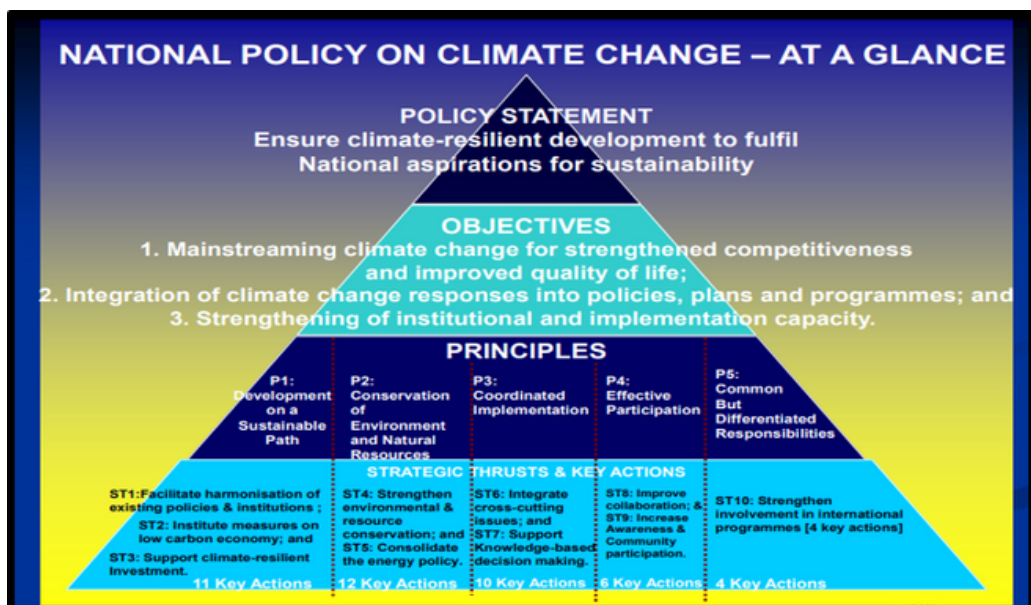 NATIONAL POLICY ON CLIMATE CHANGE – AT A GLANCE
POLICY STATEMENT
Ensure climate-resilient development to fulfil
National aspirations for sustainability
OBJECTIVES
1. Mainstreaming climate change for strengthened competitiveness
and improved quality of life;
2. Integration of climate change responses into policies, plans and programmes; and
3. Strengthening of institutional and implementation capacity.
PRINCIPLES
P1:
Development
on a
Sustainable
Path
P2:
Conservation
of
Environment
and Natural
Resources
P3:
Coordinated
Implementation
P4:
Effective
Participation
P5:
Common
But
Differentiated
Responsibilities
STRATEGIC THRUSTS & KEY ACTIONS
ST1:Facilitate harmonisation of
existing policies & institutions ;
ST2: Institute measures on
low carbon economy; and
ST3: Support climate-resilient
Investment.
11 Key Actions
ST4: Strengthen
environmental &
resource
conservation; and
ST5: Consolidate
the energy policy.
12 Key Actions
ST6: Integrate
cross-cutting
issues; and
ST7: Support
Knowledge-based
decision making.
10 Key Actions
ST8: Improve
collaboration; &
ST9: Increase
Awareness &
Community
participation.
6 Key Actions
ST10: Strengthen
involvement in international
programmes [4 key actions]
4 Key Actions